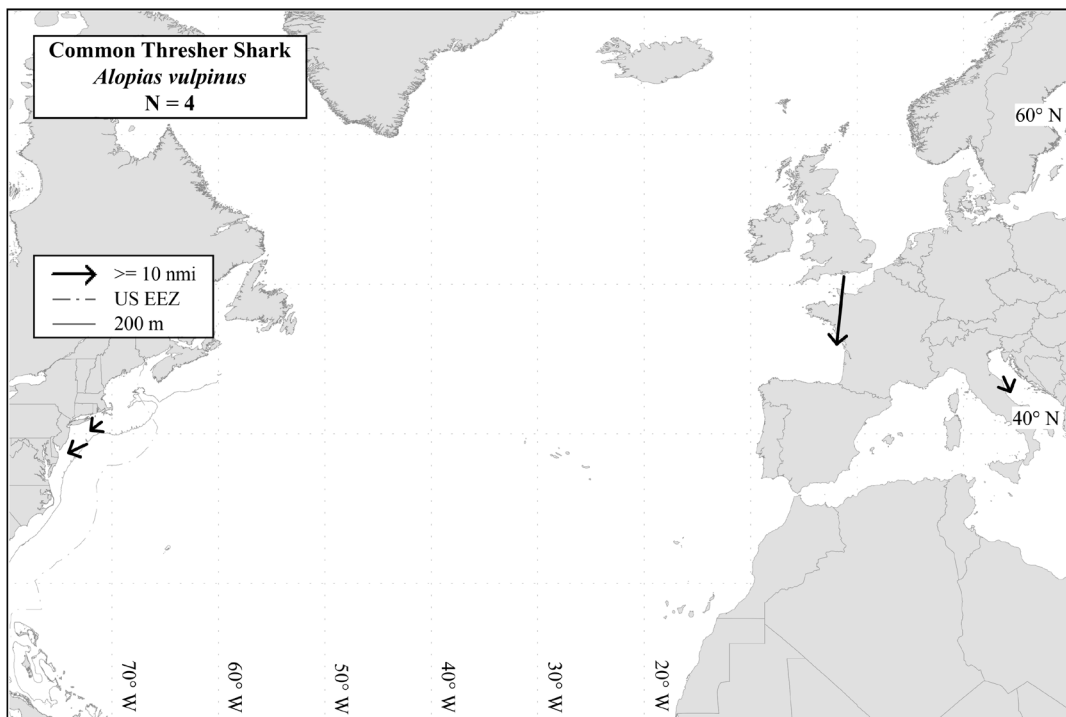 Common Thresher Shark
Alopias vulpinus
N = 4
60° N
>= 10 nmi
US EEZ
200 m
40° N
70° W
60° W
50° W
40° W
30° W
20° W